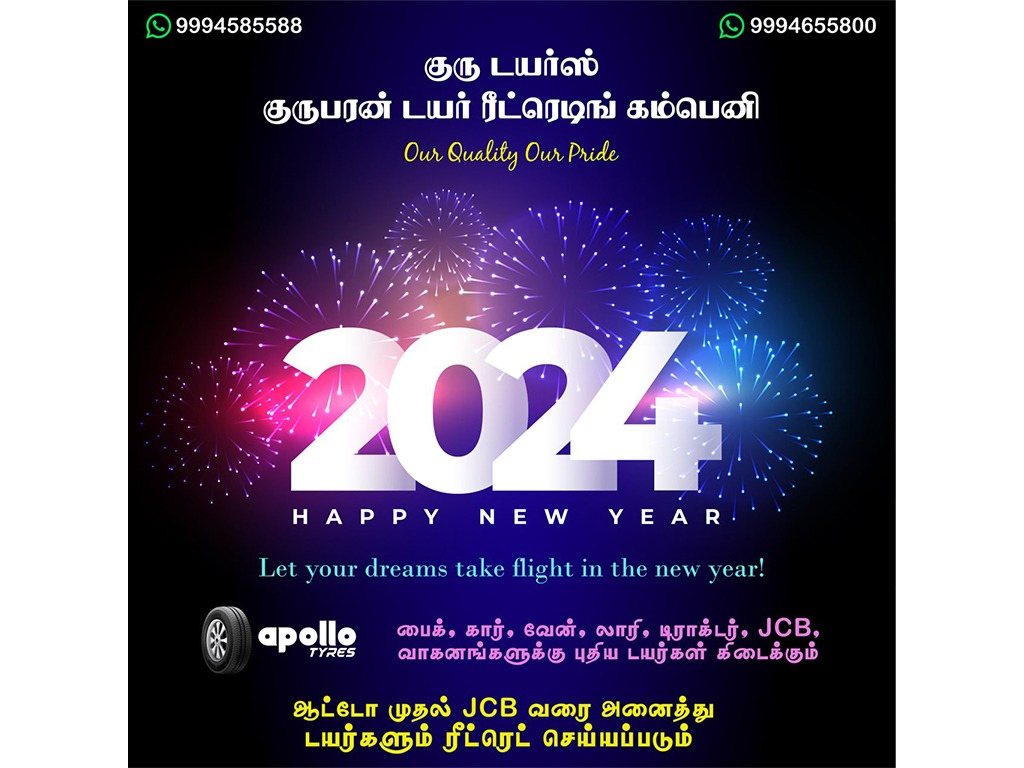 9994585588
9994655800
குரு டயர்ஸ்
குருபரன் டயர் ரீட்ரெடிங் கம்பெனி
Our Quality Our Pride
2024
HAPPY NEW YEAR
Let your dreams take flight in the new year!
apollo
TYRES
பைக், கார், வேன், லாரி, டிராக்டர், JCB,
வாகனங்களுக்கு புதிய டயர்கள் கிடைக்கும்
ஆட்டோ முதல் JCB வரை அனைத்து
டயர்களும் ரீட்ரெட் செய்யப்படும்